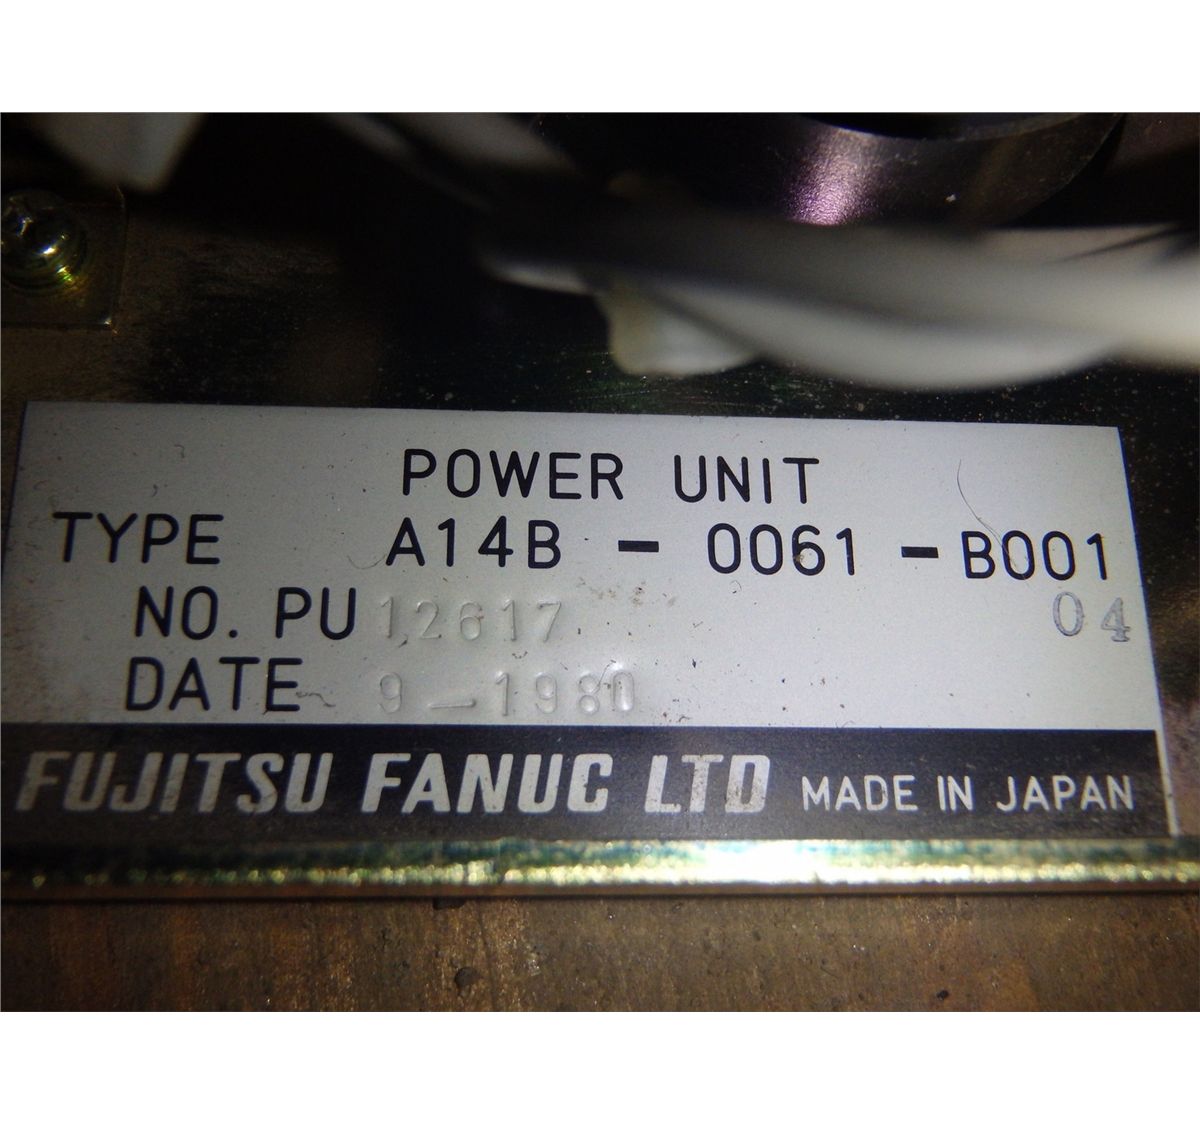 POWER UNIT
TYPE A14B - 0061 - B001
NO. PU 12617 04
DATE 9 - 1980
FUJITSU FANUC LTD MADE IN JAPAN